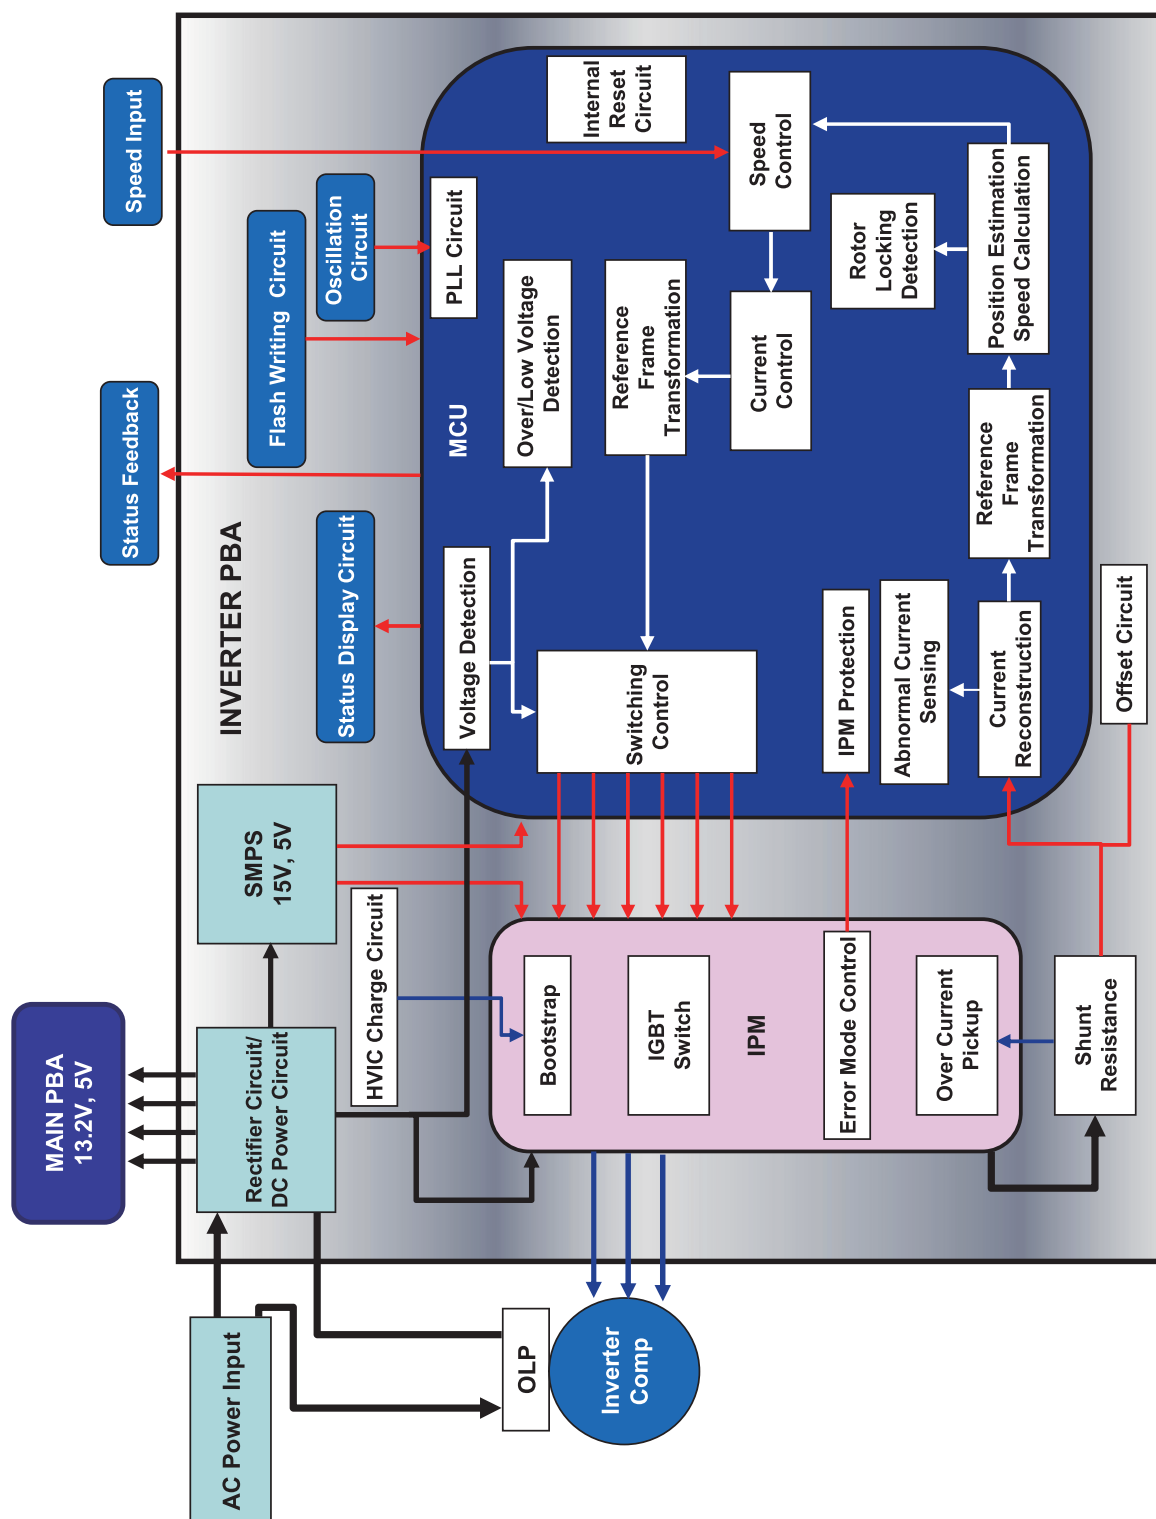 MAIN PBA
13.2V, 5V
Status Feedback
Speed Input
INVERTER PBA
AC Power Input
Rectifier Circuit/
DC Power Circuit
SMPS
15V, 5V
Status Display Circuit
Flash Writing Circuit
Oscillation
Circuit
HVIC Charge Circuit
MCU
Voltage Detection
PLL Circuit
Over/Low Voltage
Detection
Internal
Reset
Circuit
OLP
Inverter
Comp
Bootstrap
IGBT
Switch
IPM
Error Mode Control
Over Current
Pickup
Switching
Control
Reference
Frame
Transformation
Current
Control
Speed
Control
IPM Protection
Abnormal Current
Sensing
Rotor
Locking
Detection
Current
Reconstruction
Reference
Frame
Transformation
Position Estimation
Speed Calculation
Shunt
Resistance
Offset Circuit